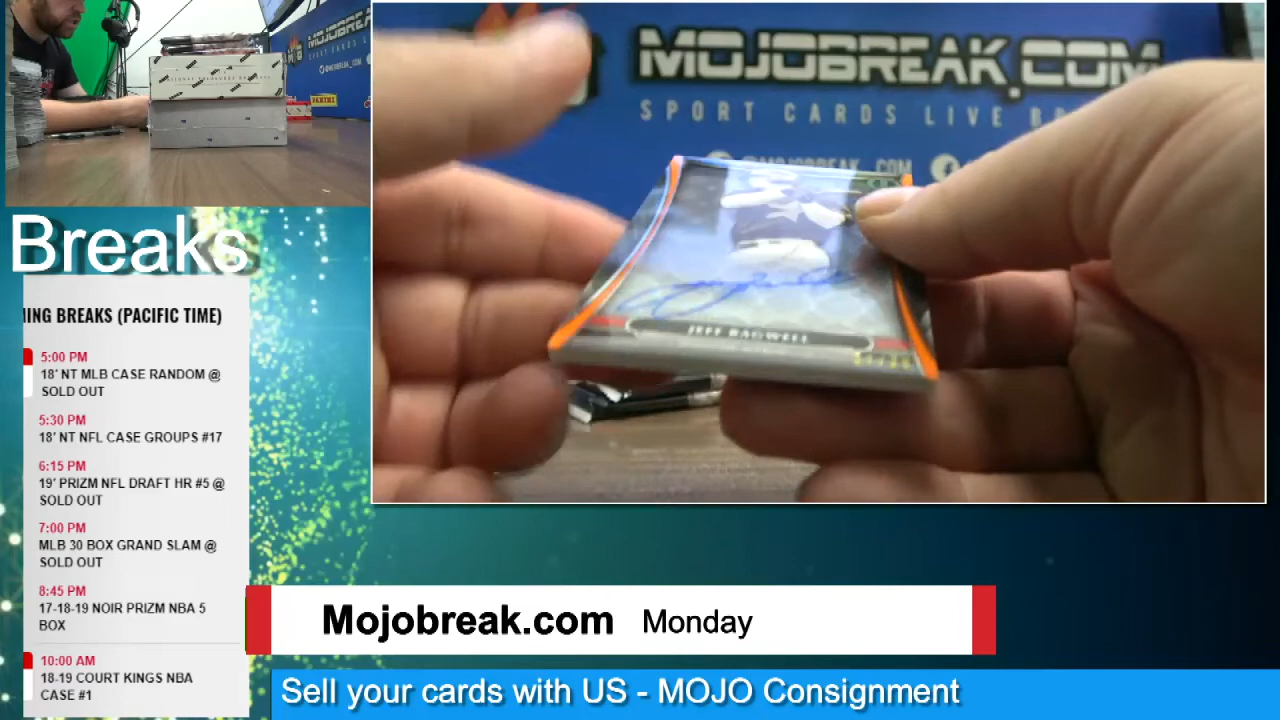 MOJOBREAK.COM
SPORT CARDS LIVE
MOJOBREAK
SPORT CARDS
PANINI
JEFF BAGWELL
Breaks
ING BREAKS (PACIFIC TIME)
5:00 PM
18' NT MLB CASE RANDOM @
SOLD OUT
5:30 PM
18' NT NFL CASE GROUPS #17
6:15 PM
19' PRIZM NFL DRAFT HR #5 @
SOLD OUT
7:00 PM
MLB 30 BOX GRAND SLAM @
SOLD OUT
8:45 PM
17-18-19 NOIR PRIZM NBA 5
BOX
10:00 AM
18-19 COURT KINGS NBA
CASE #1
Mojobreak.com Monday
Sell your cards with US - MOJO Consignment